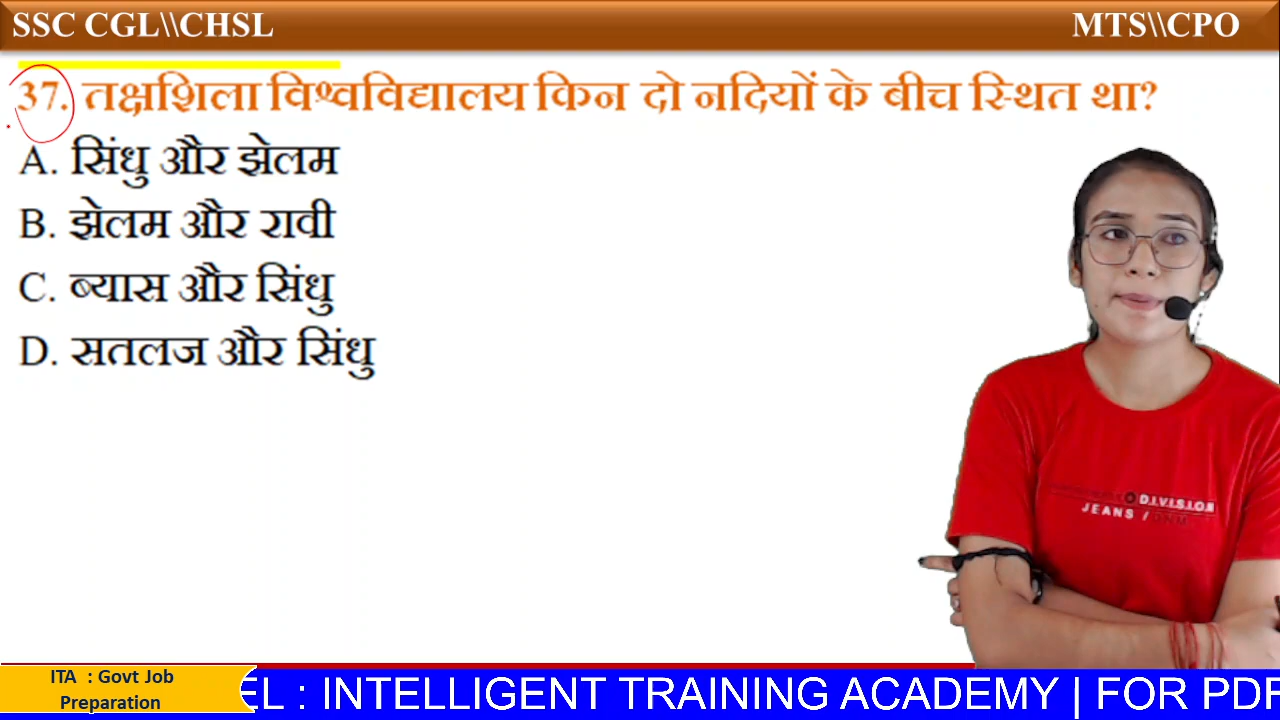 SSC CGL\\CHSL MTS\\CPO
37. तक्षशिला विश्वविद्यालय किन दो नदियों के बीच स्थित था?
A. सिंधु और झेलम
B. झेलम और रावी
C. ब्यास और सिंधु
D. सतलज और सिंधु
D.I.V.I.S.I.O.N
JEANS /
ITA : Govt Job
Preparation
EL : INTELLIGENT TRAINING ACADEMY | FOR PDF